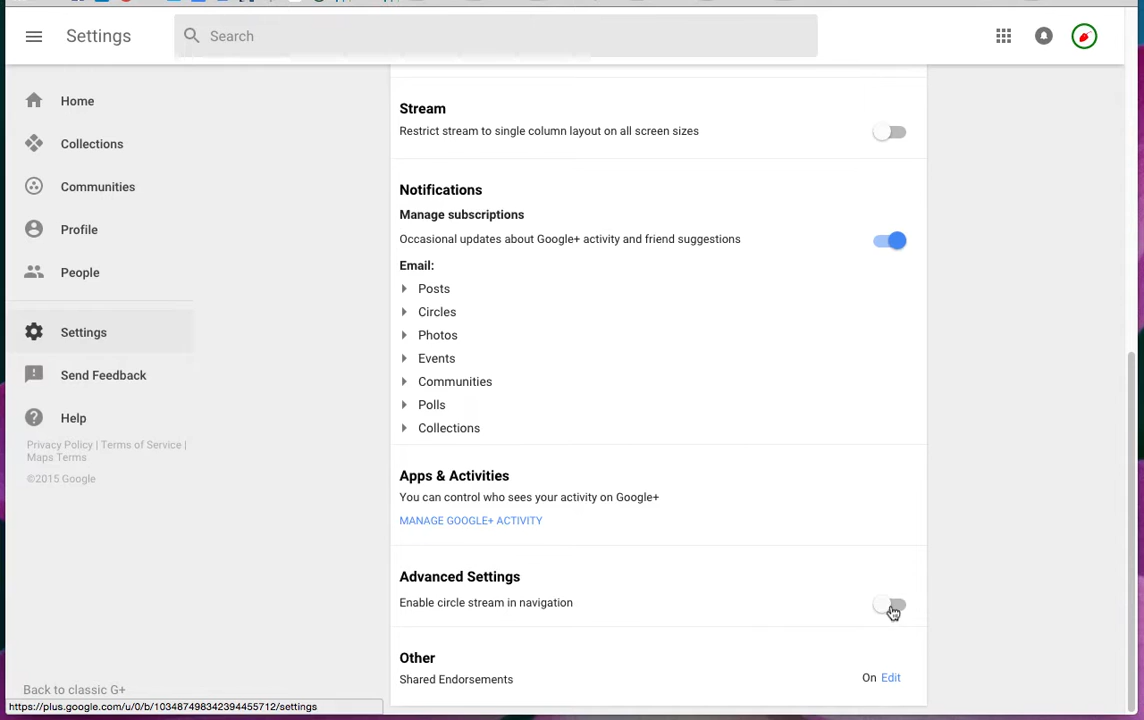 Settings
Search
Home
Collections
Communities
Profile
People
Settings
Send Feedback
Help
Privacy Policy | Terms of Service |
Maps Terms
©2015 Google
Back to classic G+
https://plus.google.com/u/0/b/103487498342394455712/settings
Stream
Restrict stream to single column layout on all screen sizes
Notifications
Manage subscriptions
Occasional updates about Google+ activity and friend suggestions
Email:
Posts
Circles
Photos
Events
Communities
Polls
Collections
Apps & Activities
You can control who sees your activity on Google+
MANAGE GOOGLE+ ACTIVITY
Advanced Settings
Enable circle stream in navigation
Other
Shared Endorsements
On Edit